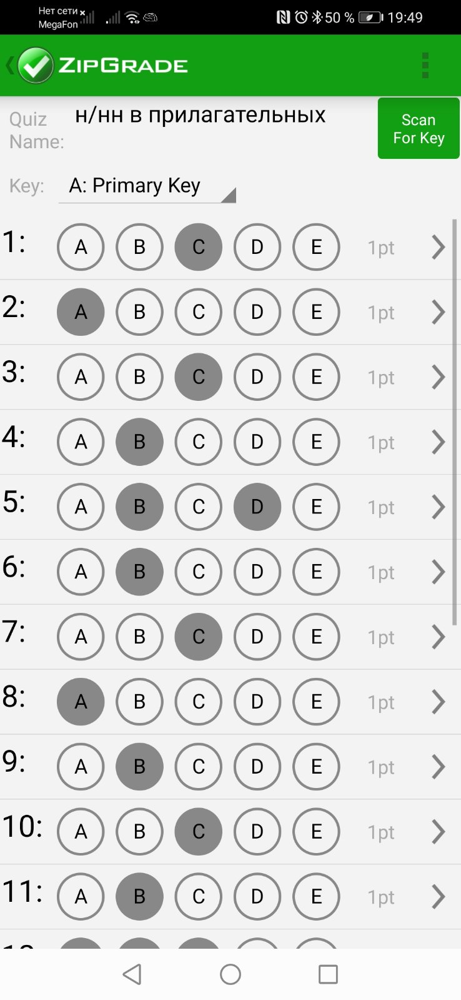 Нет сети
MegaFon
50 % 19:49
ZIPGRADE
Quiz Name:
н/нн в прилагательных
Scan
For Key
Key: A: Primary Key
1: A B C D E 1pt
2: A B C D E 1pt
3: A B C D E 1pt
4: A B C D E 1pt
5: A B C D E 1pt
6: A B C D E 1pt
7: A B C D E 1pt
8: A B C D E 1pt
9: A B C D E 1pt
10: A B C D E 1pt
11: A B C D E 1pt